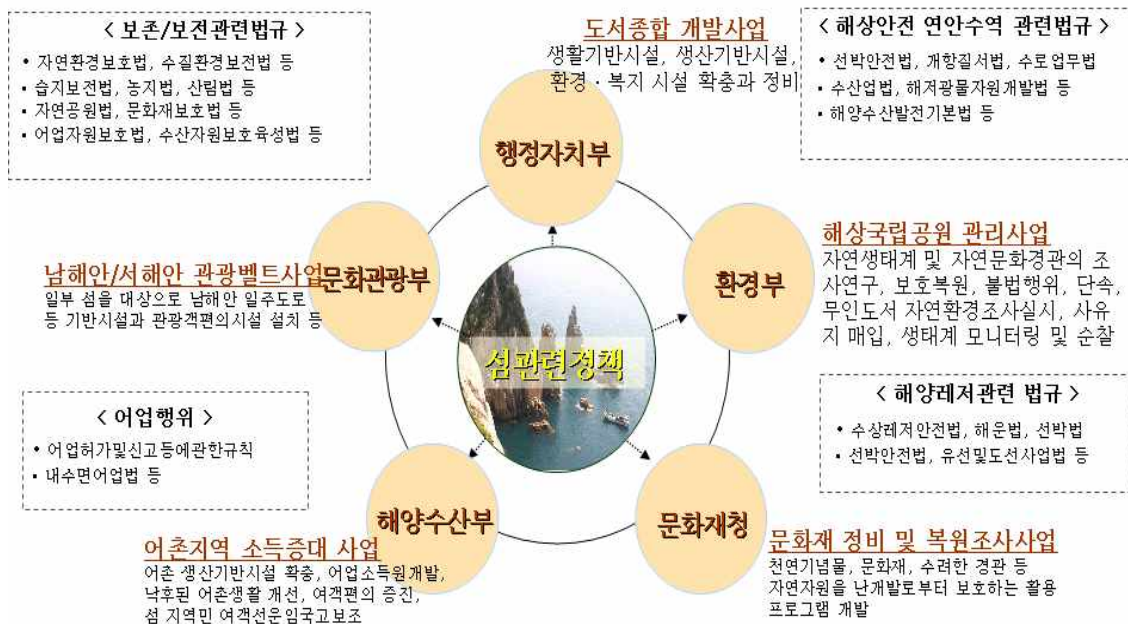 < 보존/보전관련법규 >
• 자연환경보호법, 수질환경보전법 등
• 습지보전법, 농지법, 산림법 등
• 자연공원법, 문화재보호법 등
• 어업자원보호법, 수산자원보호육성법 등
도서종합 개발사업
생활기반시설, 생산기반시설,
환경 · 복지 시설 확충과 정비
< 해상안전 연안수역 관련법규 >
• 선박안전법, 개항질서법, 수로업무법
• 수산업법, 해저광물자원개발법 등
• 해양수산발전기본법 등
행정자치부
남해안/서해안 관광벨트사업
일부 섬을 대상으로 남해안 일주도로
등 기반시설과 관광객편의시설 설치 등
문화관광부
환경부
해상국립공원 관리사업
자연생태계 및 자연문화경관의 조
사연구, 보호복원, 불법행위, 단속,
무인도서 자연환경조사실시, 사유
지 매입, 생태계 모니터링 및 순찰
섬관련정책
< 어업행위 >
• 어업허가및신고등에관한규칙
• 내수면어업법 등
< 해양레저관련 법규 >
• 수상레저안전법, 해운법, 선박법
• 선박안전법, 유선및도선사업법 등
해양수산부
어촌지역 소득증대 사업
어촌 생산기반시설 확충, 어업소득원개발,
낙후된 어촌생활 개선, 여객편의 증진,
섬 지역민 여객선운임국고보조
문화재청
문화재 정비 및 복원조사사업
천연기념물, 문화재, 수려한 경관 등
자연자원을 난개발로부터 보호하는 활용
프로그램 개발